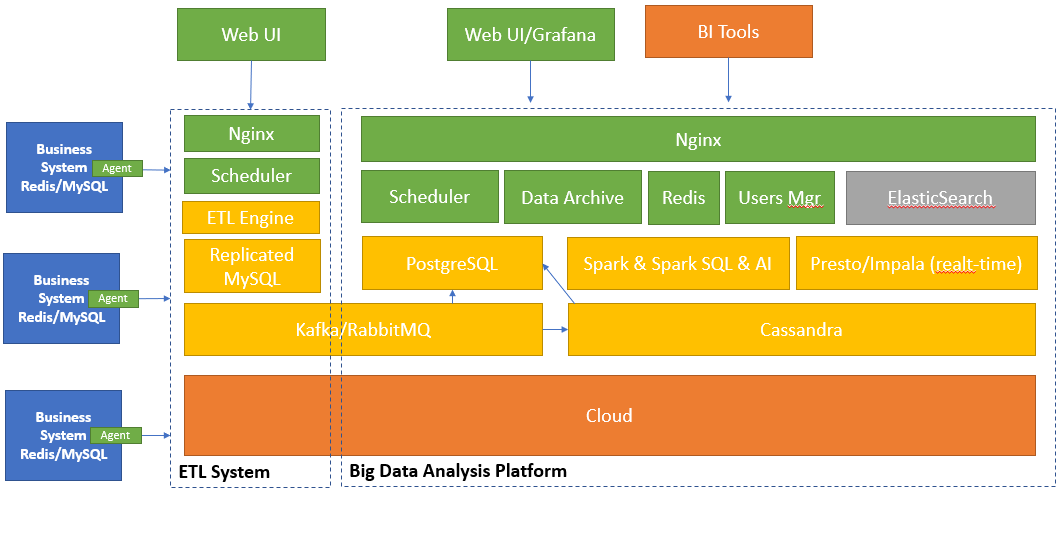 Web UI
Web UI/Grafana
BI Tools
Business
System
Redis/MySQL
Agent
Nginx
Scheduler
ETL Engine
Replicated
MySQL
Nginx
Scheduler
Data Archive
Redis
Users Mgr
ElasticSearch
Business
System
Redis/MySQL
Agent
PostgreSQL
Spark & Spark SQL & AI
Presto/Impala (realt-time)
Kafka/RabbitMQ
Cassandra
Business
System
Redis/MySQL
Agent
Cloud
ETL System
Big Data Analysis Platform